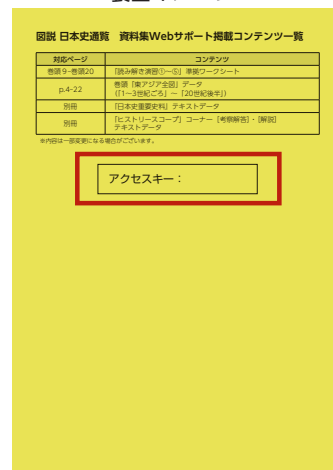 図説 日本史通覧　資料集Webサポート掲載コンテンツ一覧
対応ページ　コンテンツ
巻頭9-巻頭20　『読み解き演習①～⑤』準拠ワークシート
p.4-22　巻頭「東アジア全図」データ
(『1～3世紀ごろ』～『20世紀後半』)
別冊　『日本史重要史料』テキストデータ
別冊　『ヒストリースコープ』コーナー [考察解答]・[解説]
テキストデータ
※内容は一部変更になる場合がございます。
アクセスキー：